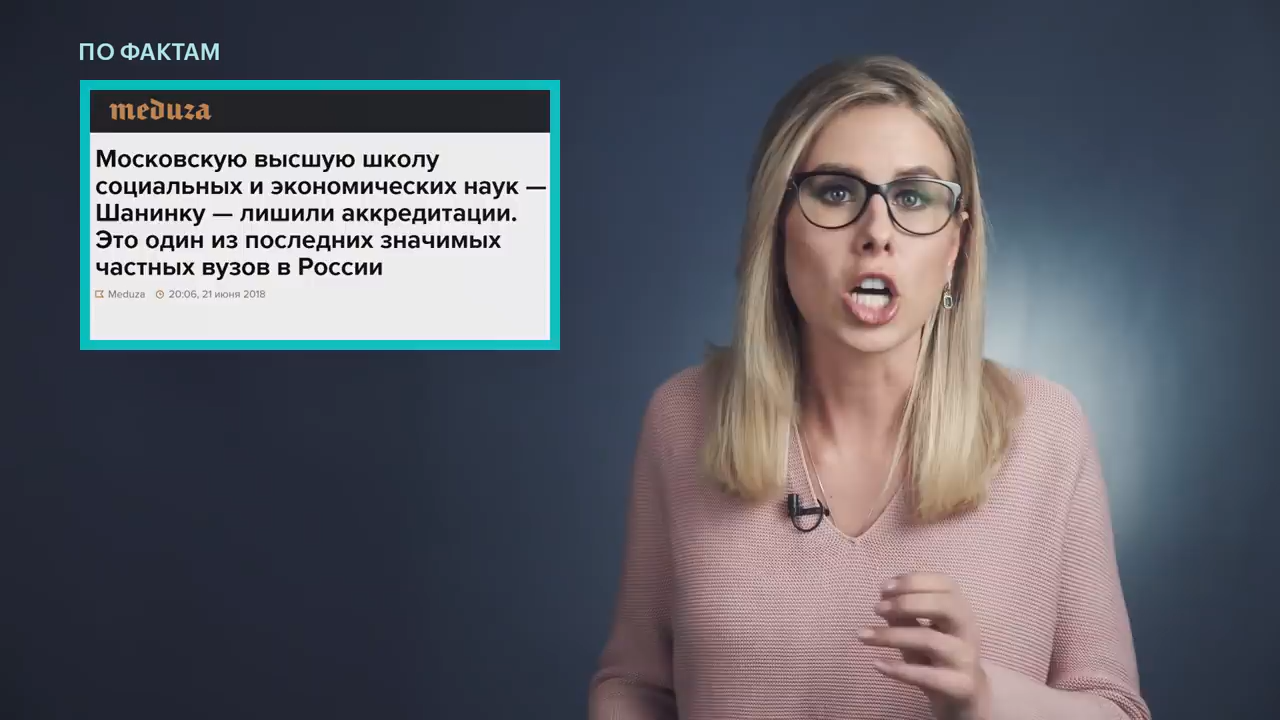 ПО ФАКТАМ
meduza
Московскую высшую школу
социальных и экономических наук —
Шанинку — лишили аккредитации.
Это один из последних значимых
частных вузов в России
Meduza 20:06, 21 июня 2018